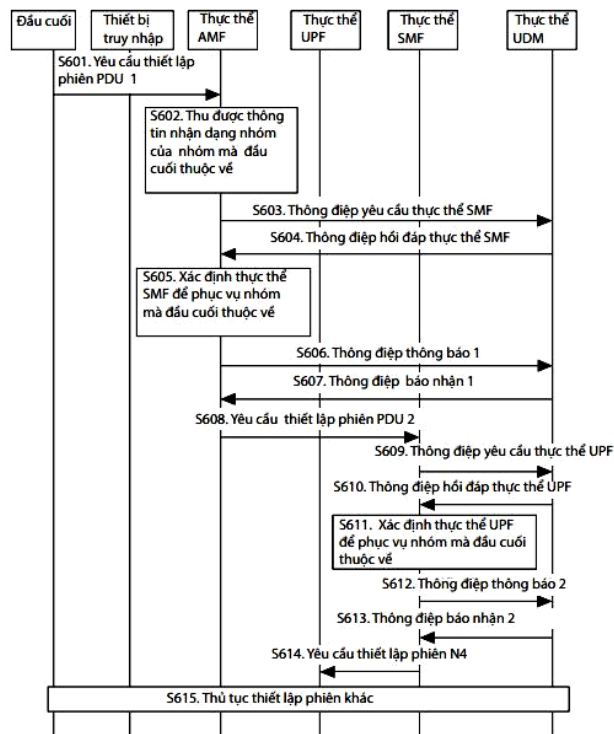 Đầu cuối
Thiết bị
truy nhập
Thực thể
AMF
Thực thể
UPF
Thực thể
SMF
Thực thể
UDM
S601. Yêu cầu thiết lập
phiên PDU 1
S602. Thu được thông
tin nhận dạng nhóm
của nhóm mà đầu
cuối thuộc về
S603. Thông điệp yêu cầu thực thể SMF
S604. Thông điệp hồi đáp thực thể SMF
S605. Xác định thực thể
SMF để phục vụ nhóm
mà đầu cuối thuộc về
S606. Thông điệp thông báo 1
S607. Thông điệp báo nhận 1
S608. Yêu cầu thiết lập phiên PDU 2
S609. Thông điệp yêu cầu thực thể UPF
S610. Thông điệp hồi đáp thực thể UPF
S611. Xác định thực thể UPF
để phục vụ nhóm mà đầu cuối
thuộc về
S612. Thông điệp thông báo 2
S613. Thông điệp báo nhận 2
S614. Yêu cầu thiết lập phiên N4
S615. Thủ tục thiết lập phiên khác